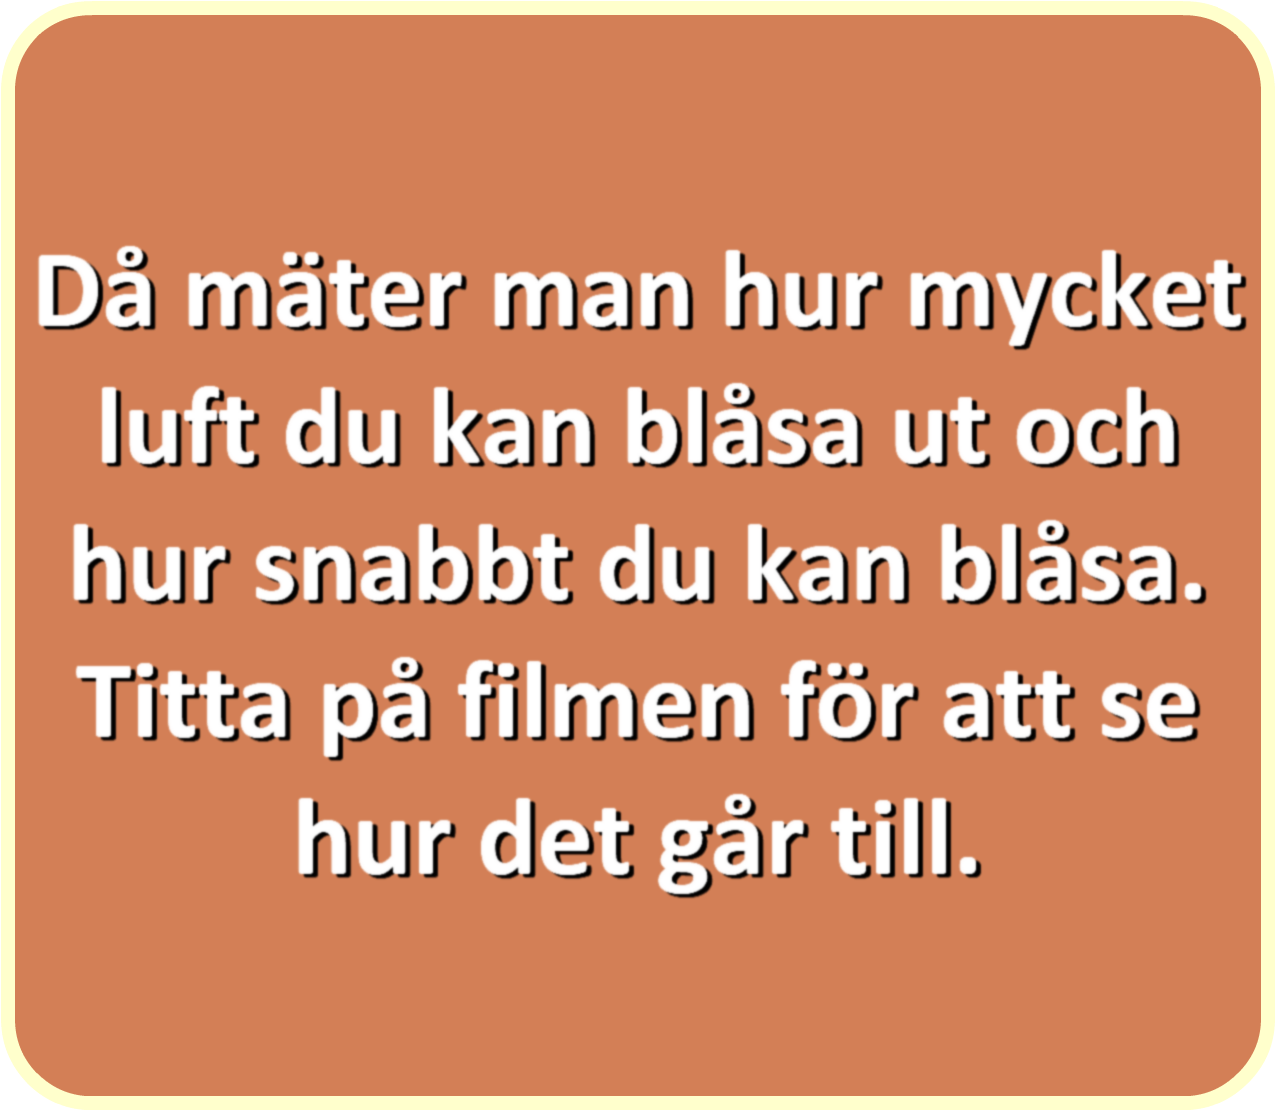 Då mäter man hur mycket
luft du kan blåsa ut och
hur snabbt du kan blåsa.
Titta på filmen för att se
hur det går till.